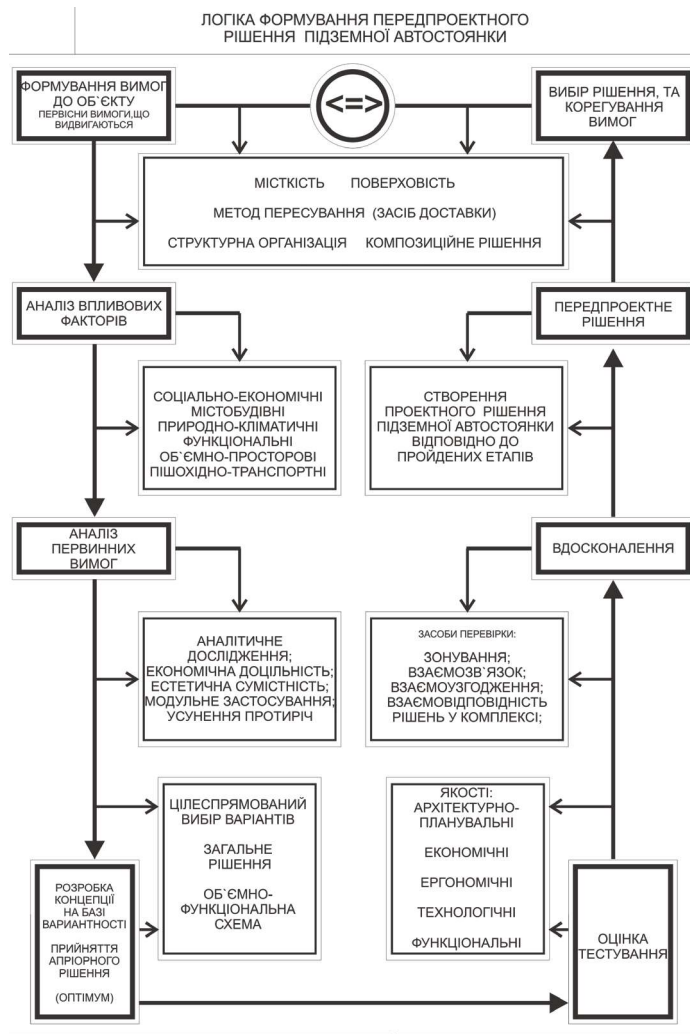 ЛОГІКА ФОРМУВАННЯ ПЕРЕДПРОЕКТНОГО
РІШЕННЯ ПІДЗЕМНОЇ АВТОСТОЯНКИ
ФОРМУВАННЯ ВИМОГ
ДО ОБ`ЄКТУ
ПЕРВІСНИ ВИМОГИ,ЩО
ВИДВИГАЮТЬСЯ
<=>
ВИБІР РІШЕННЯ, ТА
КОРЕГУВАННЯ
ВИМОГ
МІСТКІСТЬ ПОВЕРХОВІСТЬ
МЕТОД ПЕРЕСУВАННЯ (ЗАСІБ ДОСТАВКИ)
СТРУКТУРНА ОРГАНІЗАЦІЯ КОМПОЗИЦІЙНЕ РІШЕННЯ
АНАЛІЗ ВПЛИВОВИХ
ФАКТОРІВ
ПЕРЕДПРОЕКТНЕ
РІШЕННЯ
СОЦІАЛЬНО-ЕКОНОМІЧНІ
МІСТОБУДІВНІ
ПРИРОДНО-КЛІМАТИЧНІ
ФУНКЦІОНАЛЬНІ
ОБ`ЄМНО-ПРОСТОРОВІ
ПІШОХІДНО-ТРАНСПОРТНІ
СТВОРЕННЯ
ПРОЕКТНОГО РІШЕННЯ
ПІДЗЕМНОЇ АВТОСТОЯНКИ
ВІДПОВІДНО ДО
ПРОЙДЕНИХ ЕТАПІВ
АНАЛІЗ
ПЕРВИННИХ
ВИМОГ
ВДОСКОНАЛЕННЯ
АНАЛІТИЧНЕ
ДОСЛІДЖЕННЯ;
ЕКОНОМІЧНА ДОЦІЛЬНІСТЬ;
ЕСТЕТИЧНА СУМІСТНІСТЬ;
МОДУЛЬНЕ ЗАСТОСУВАННЯ;
УСУНЕННЯ ПРОТИРІЧ
ЗАСОБИ ПЕРЕВІРКИ:
ЗОНУВАННЯ;
ВЗАЄМОЗВ`ЯЗОК;
ВЗАЄМОУЗГОДЖЕННЯ;
ВЗАЄМОВІДПОВІДНІСТЬ
РІШЕНЬ У КОМПЛЕКСІ;
ЦІЛЕСПРЯМОВАНИЙ
ВИБІР ВАРІАНТІВ
ЗАГАЛЬНЕ
РІШЕННЯ
ОБ`ЄМНО-
ФУНКЦІОНАЛЬНА
СХЕМА
ЯКОСТІ:
АРХІТЕКТУРНО-
ПЛАНУВАЛЬНІ
ЕКОНОМІЧНІ
ЕРГОНОМІЧНІ
ТЕХНОЛОГІЧНІ
ФУНКЦІОНАЛЬНІ
РОЗРОБКА
КОНЦЕПЦІЇ
НА БАЗІ
ВАРИАНТНОСТІ
ПРИЙНЯТТЯ
АПРІОРНОГО
РІШЕННЯ
(ОПТИМУМ)
ОЦІНКА
ТЕСТУВАННЯ